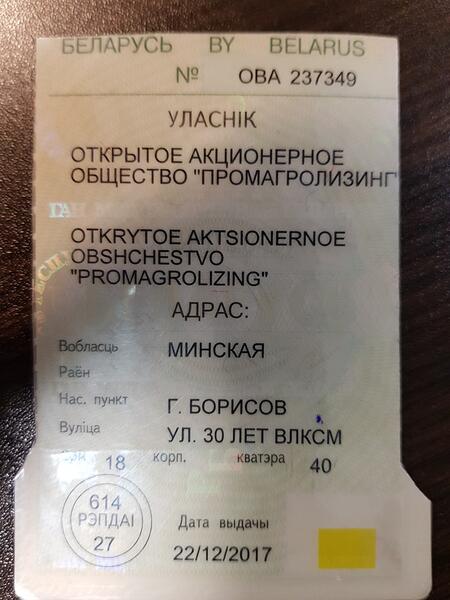 БЕЛАРУСЬ BY BELARUS
№ ОВА 237349
УЛАСНІК
ОТКРЫТОЕ АКЦИОНЕРНОЕ
ОБЩЕСТВО "ПРОМАГРОЛИЗИНГ
OTKRYTOE AKTSIONERNOE
OBSHCHESTVO
"PROMAGROLIZING"
АДРАС:
Вобласць МИНСКАЯ
Раён
Нас. пункт Г. БОРИСОВ
Вуліца УЛ. 30 ЛЕТ ВЛКСМ
18 корп. кватэра 40
614
РЭПДАІ
27
Дата выдачы
22/12/2017